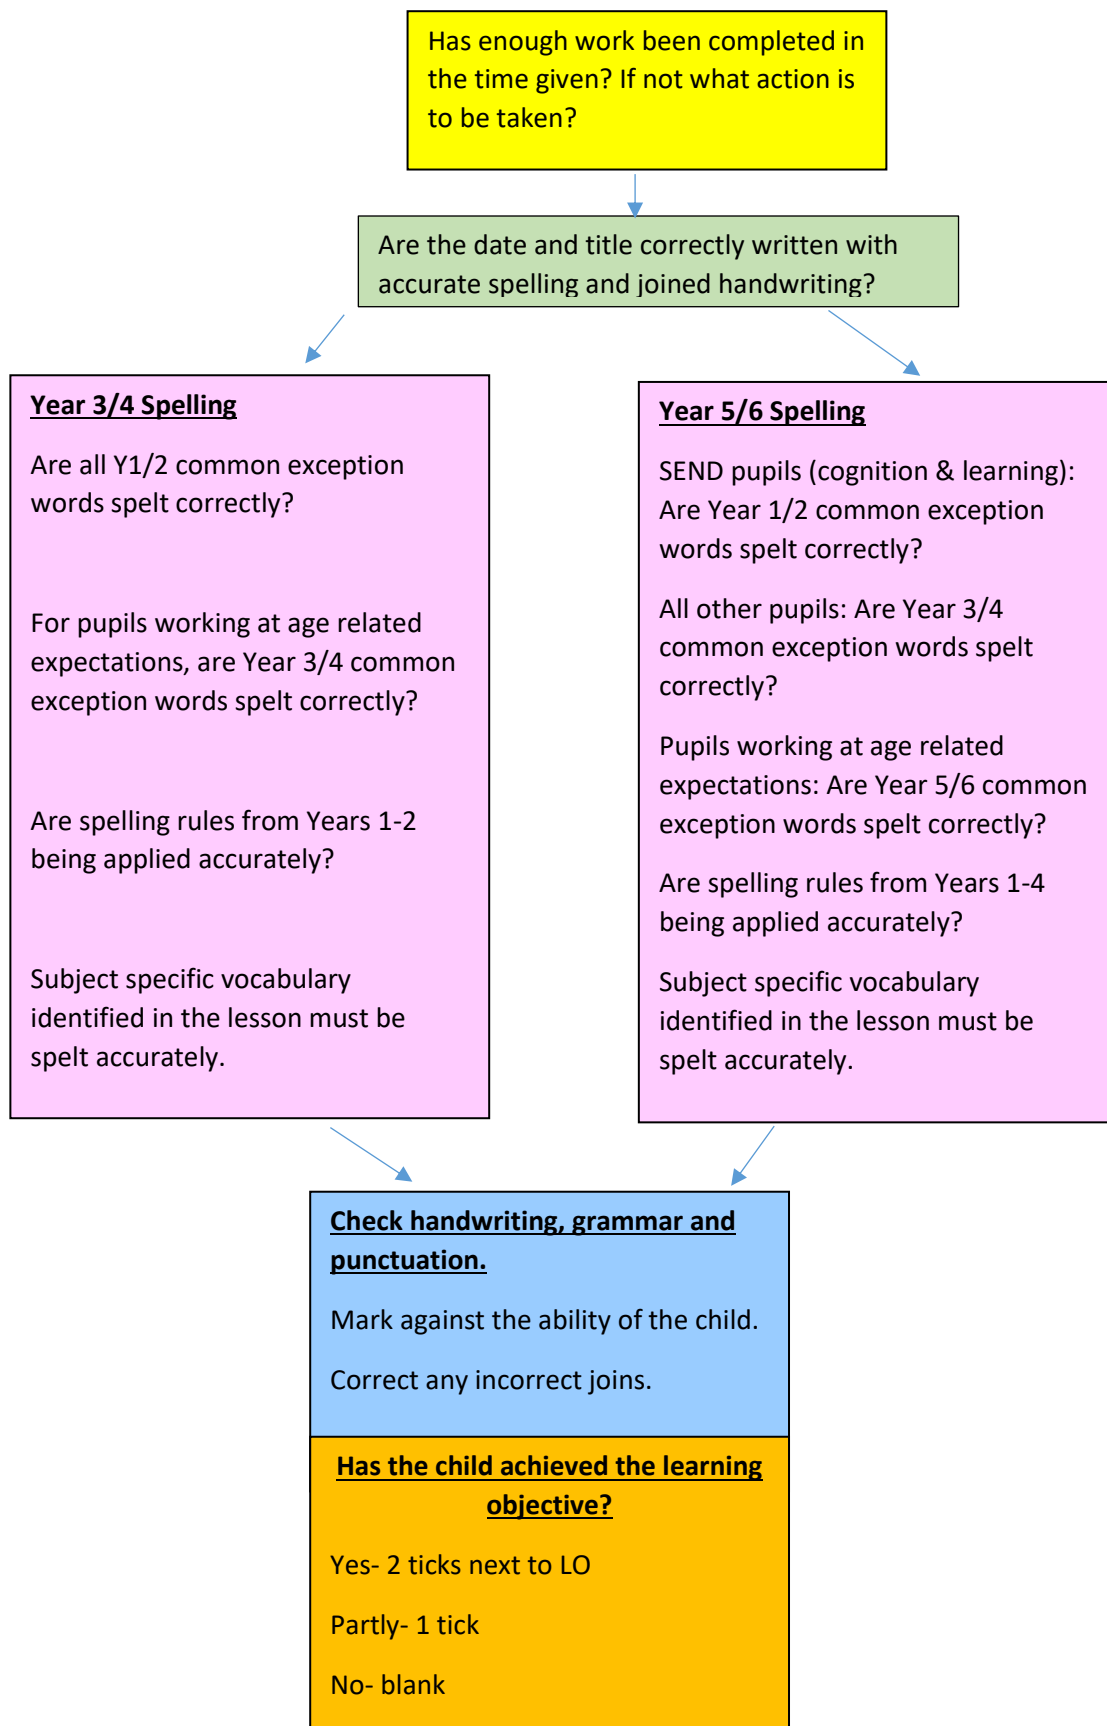 Has enough work been completed in
the time given? If not what action is
to be taken?
Are the date and title correctly written with
accurate spelling and joined handwriting?
Year 3/4 Spelling
Are all Y1/2 common exception
words spelt correctly?
For pupils working at age related
expectations, are Year 3/4 common
exception words spelt correctly?
Are spelling rules from Years 1-2
being applied accurately?
Subject specific vocabulary
identified in the lesson must be
spelt accurately.
Year 5/6 Spelling
SEND pupils (cognition & learning):
Are Year 1/2 common exception
words spelt correctly?
All other pupils: Are Year 3/4
common exception words spelt
correctly?
Pupils working at age related
expectations: Are Year 5/6 common
exception words spelt correctly?
Are spelling rules from Years 1-4
being applied accurately?
Subject specific vocabulary
identified in the lesson must be
spelt accurately.
Check handwriting, grammar and
punctuation.
Mark against the ability of the child.
Correct any incorrect joins.
Has the child achieved the learning
objective?
Yes- 2 ticks next to LO
Partly- 1 tick
No- blank